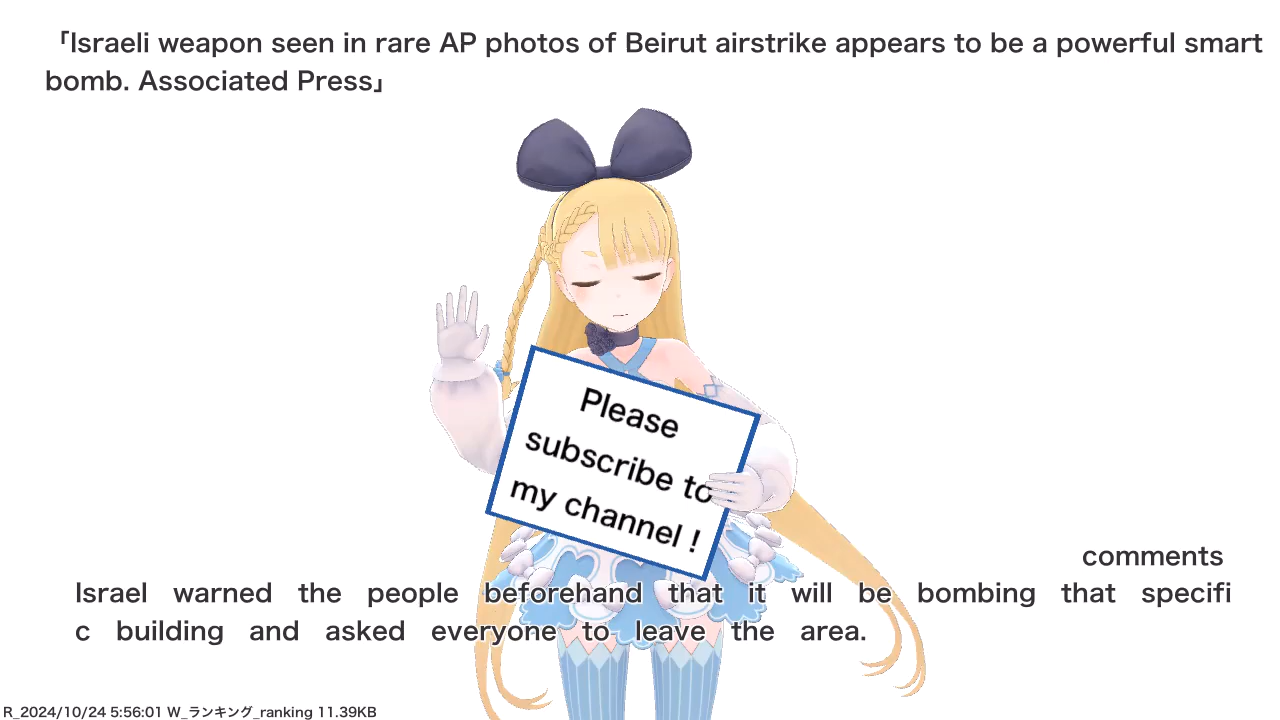 「Israeli weapon seen in rare AP photos of Beirut airstrike appears to be a powerful smart
bomb. Associated Press」
Please
subscribe to
my channel !
comments
Israel warned the people beforehand that it will be bombing that specifi
c building and asked everyone to leave the area.
R_2024/10/24 5:56:01 W_ランキング_ranking 11.39KB